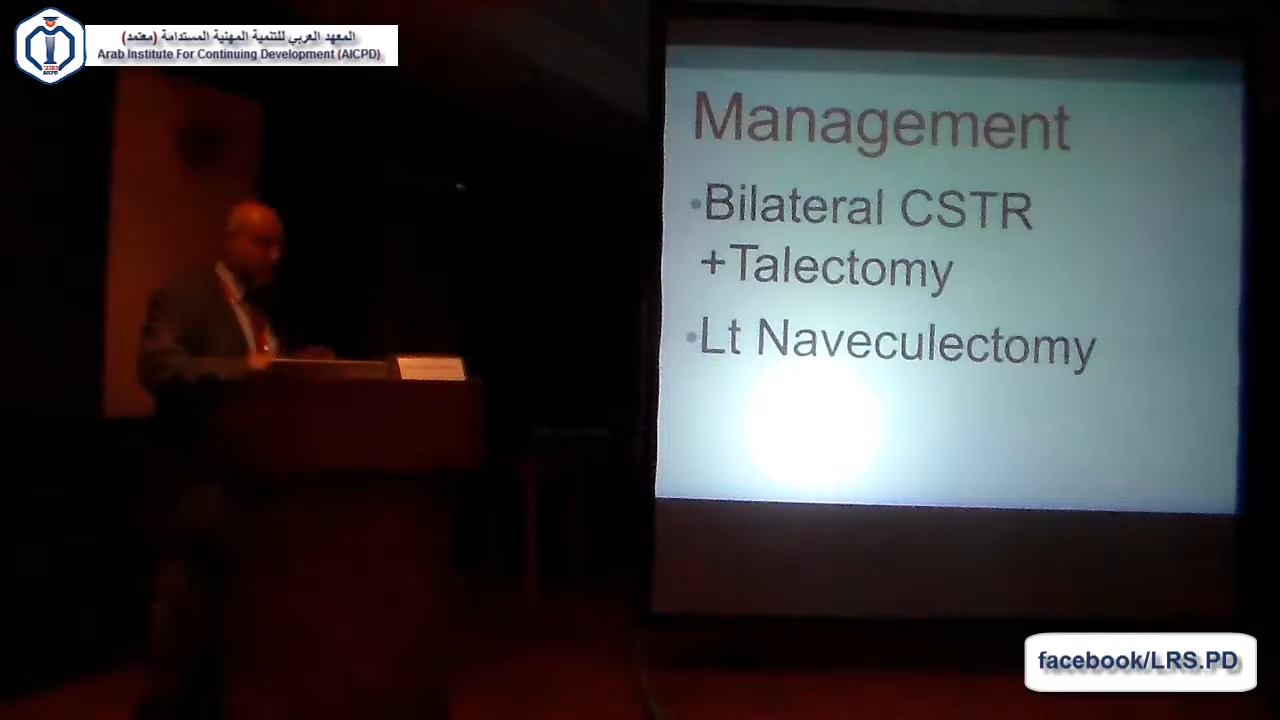 المعهد العربي للتنمية المهنية المستدامة (معتمد)
Arab Institute For Continuing Development (AICPD)
AICPD
Management
•Bilateral CSTR
+Talectomy
•Lt Naveculectomy
facebook/LRS.PD